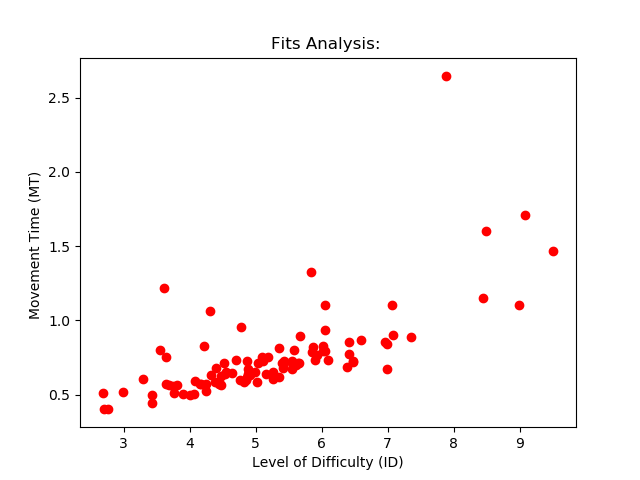 Fits Analysis:
2.5
2.0
1.5
1.0
0.5
Movement Time (MT)
3 4 5 6 7 8 9
Level of Difficulty (ID)